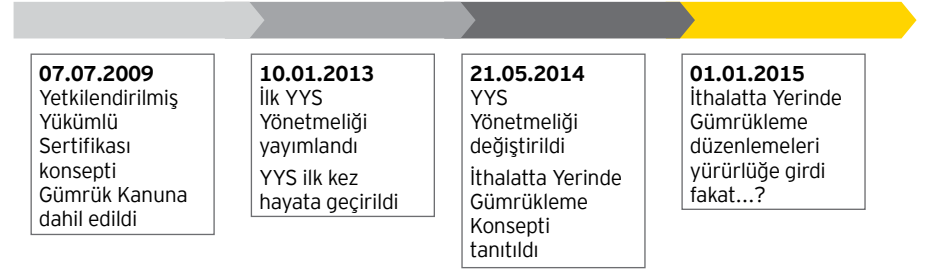 07.07.2009
Yetkilendirilmiş
Yükümlü
Sertifikası
konsepti
Gümrük Kanuna
dahil edildi
10.01.2013
İlk YYS
Yönetmeliği
yayımlandı
YYS ilk kez
hayata geçirildi
21.05.2014
YYS
Yönetmeliği
değiştirildi
İthalatta Yerinde
Gümrükleme
Konsepti
tanıtıldı
01.01.2015
İthalatta Yerinde
Gümrükleme
düzenlemeleri
yürürlüğe girdi
fakat...?